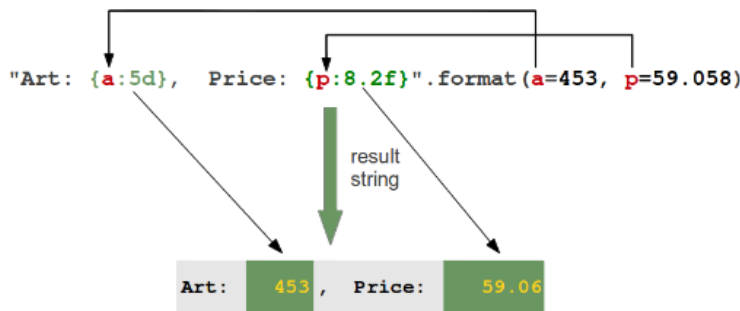 "Art: {a:5d}, Price: {p:8.2f}".format(a=453, p=59.058)
result
string
Art: 453, Price: 59.06